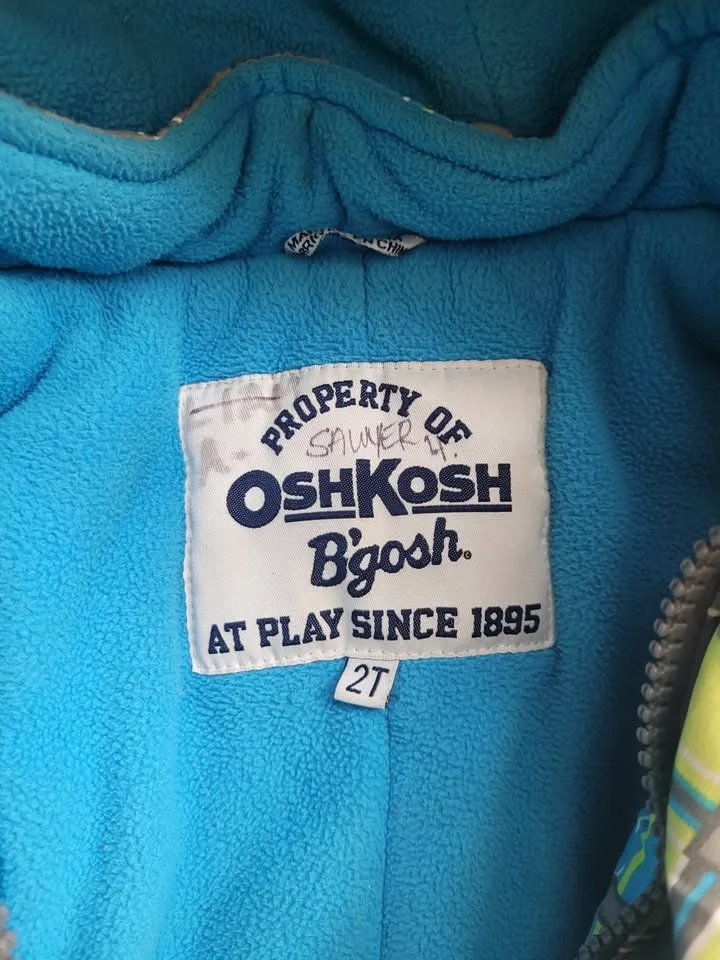 PROPERTY OF
SAWYER H.
OSHKOSH
B'gosh®
AT PLAY SINCE 1895
2T